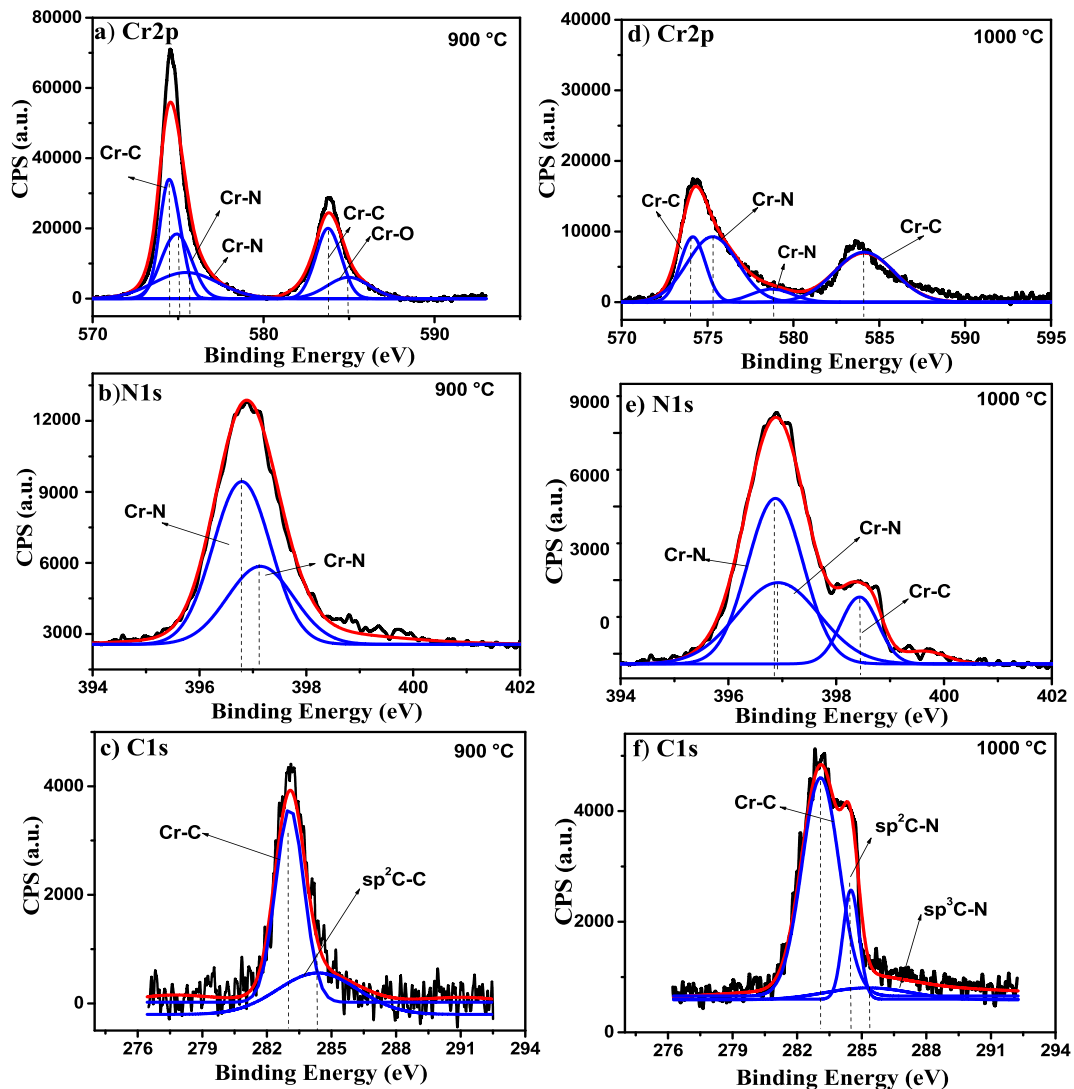 a) Cr2p
900 °C
CPS (a.u.)
80000
60000
40000
20000
0
Cr-C
Cr-N
Cr-N
Cr-C
Cr-O
570
580
590
Binding Energy (eV)
d) Cr2p
1000 °C
CPS (a.u.)
40000
30000
20000
10000
0
Cr-C
Cr-N
Cr-N
Cr-C
570
575
580
585
590
595
Binding Energy (eV)
b)N1s
900 °C
CPS (a.u.)
12000
9000
6000
3000
Cr-N
Cr-N
394
396
398
400
402
Binding Energy (eV)
e) N1s
1000 °C
CPS (a.u.)
9000
6000
3000
0
Cr-N
Cr-N
Cr-C
394
396
398
400
402
Binding Energy (eV)
c) C1s
900 °C
CPS (a.u.)
4000
2000
0
Cr-C
sp²C-C
276
279
282
285
288
291
294
Binding Energy (eV)
f) C1s
1000 °C
CPS (a.u.)
4000
2000
0
Cr-C
sp²C-N
sp³C-N
276
279
282
285
288
291
294
Binding Energy (eV)